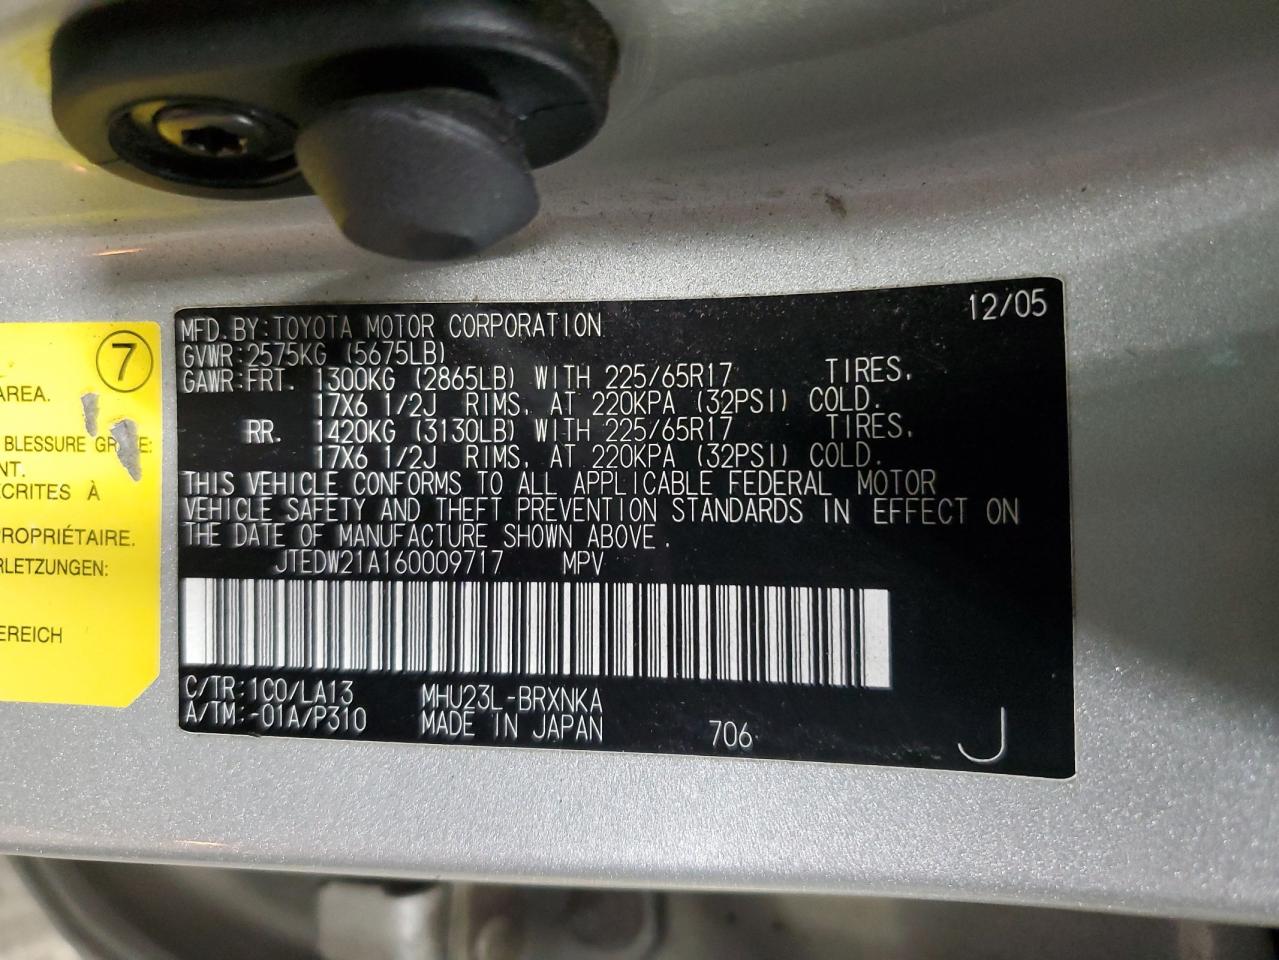 12/05
MFD.BY:TOYOTA MOTOR CORPORATION
GVWR:2575KG (5675LB)
GAWR:FRT. 1300KG (2865LB) WITH 225/65R17 TIRES,
17X6 1/2J RIMS, AT 220KPA (32PSI) COLD.
RR. 1420KG (3130LB) WITH 225/65R17 TIRES,
17X6 1/2J RIMS, AT 220KPA (32PSI) COLD.
THIS VEHICLE CONFORMS TO ALL APPLICABLE FEDERAL MOTOR
VEHICLE SAFETY AND THEFT PREVENTION STANDARDS IN EFFECT ON
THE DATE OF MANUFACTURE SHOWN ABOVE.
JTEDW21A160009717 MPV
C/TR:1C0/LA13 MHU23L-BRXNKA
A/TM:-01A/P310 MADE IN JAPAN 706 J
7
AREA.
BLESSURE
NT.
ÉCRITES À
PROPRIÉTAIRE.
ERLETZUNGEN:
BEREICH